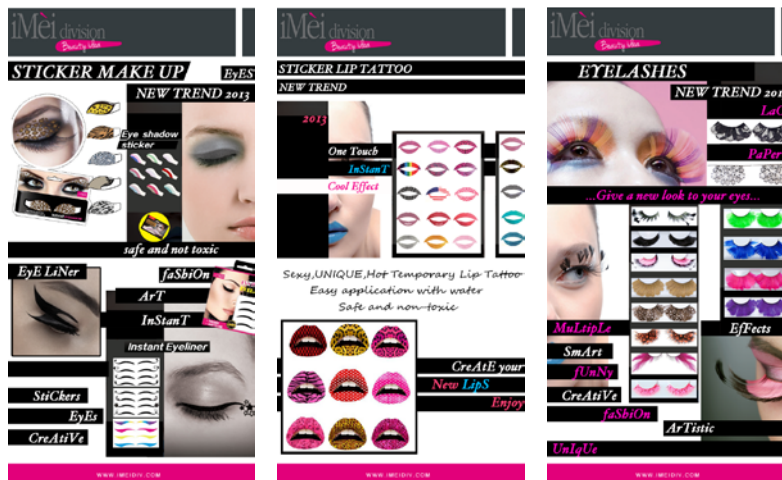 iMèi division
Beauty idea
STICKER MAKE UP
EyES
NEW TREND 2013
Eye shadow
sticker
safe and not toxic
EyE LiNer
faShiOn
ArT
InStanT
Instant Eyeliner
StiCkers
EyEs
CreAtiVe
WWW.IMEIDIV.COM
iMèi division
Beauty idea
STICKER LIP TATTOO
NEW TREND
2013
One Touch
InStanT
Cool Effect
Sexy,UNIQUE,Hot Temporary Lip Tattoo
Easy application with water
Safe and non-toxic
CreAtE your
New LipS
Enjoy
WWW.IMEIDIV.COM
iMèi division
Beauty idea
EYELASHES
NEW TREND 201
LaC
PaPer
...Give a new look to your eyes...
MuLtipLe
EfFects
SmArt
fUnNy
CreAtiVe
faShiOn
ArTistic
UnIqUe
WWW.IMEIDIV.COM